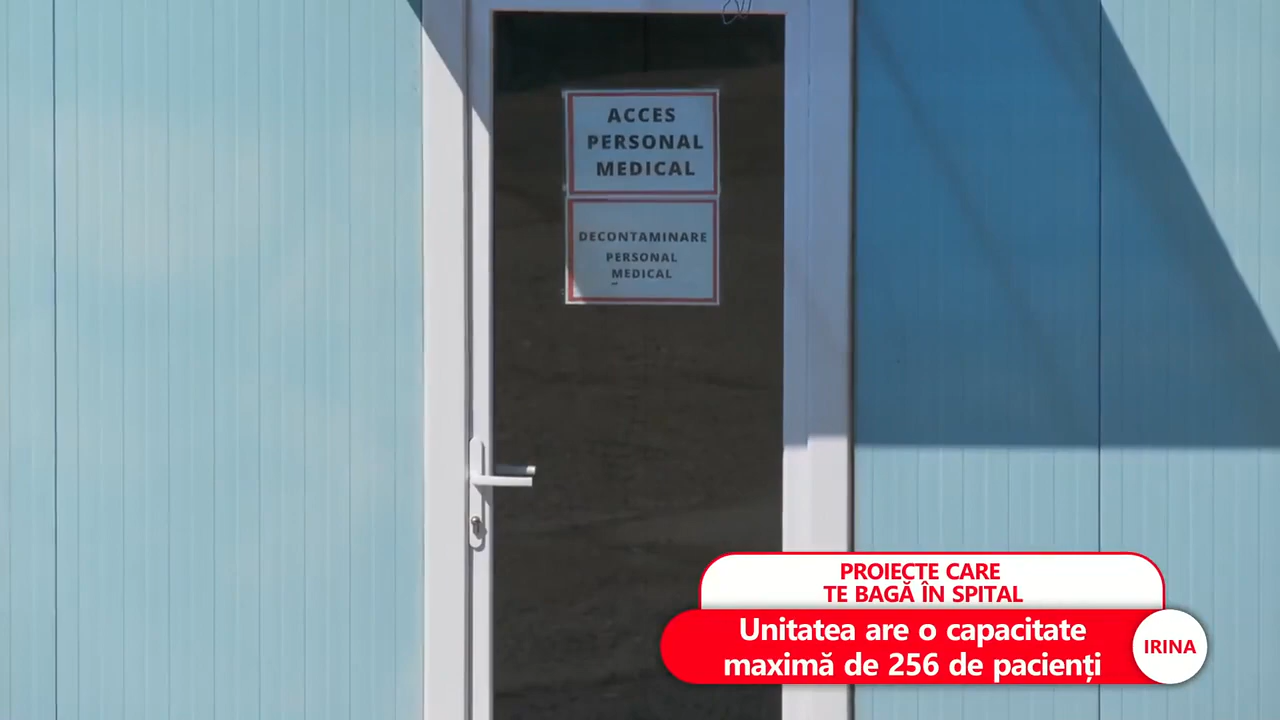 ACCES
PERSONAL
MEDICAL
DECONTAMINARE
PERSONAL
MEDICAL
PROIECTE CARE
TE BAGĂ ÎN SPITAL
Unitatea are o capacitate
maximă de 256 de pacienți
IRINA